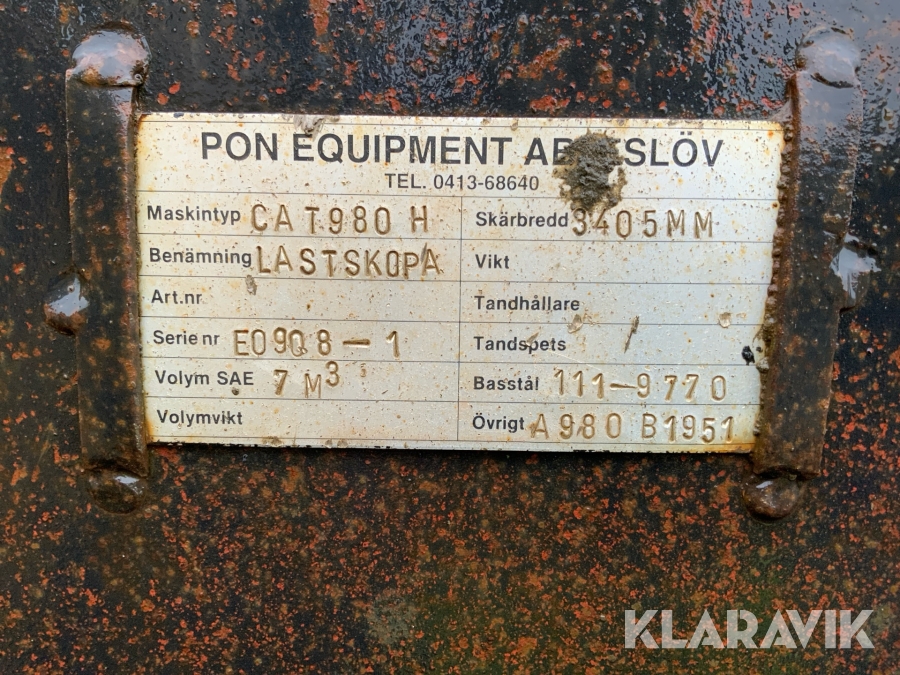 PON EQUIPMENT AB
TEL. 0413-68640
Maskintyp CAT980 H
Skärbredd 3405MM
Benämning LASTSKOPA
Vikt
Art.nr
Tandhållare
Serie nr E0908-1
Tandspets
Volym SAE 7 M3
Basstål 111-9770
Volymvikt
Övrigt A980 B1951
KLARAVIK